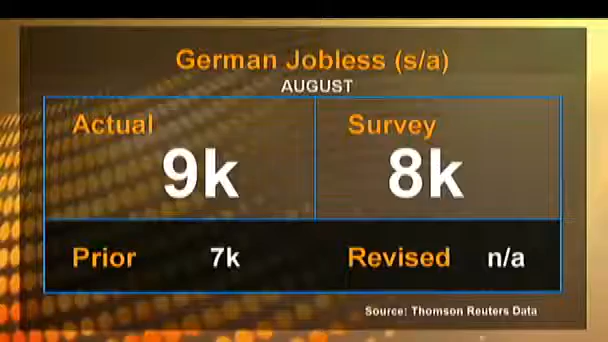 German Jobless (s/a)
AUGUST
Actual
Survey
9k
8k
Prior 7k
Revised n/a
Source: Thomson Reuters Data